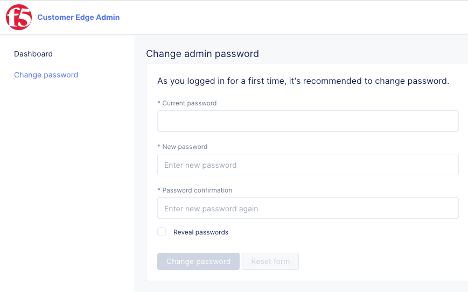 f5 Customer Edge Admin
Dashboard
Change password
Change admin password
As you logged in for a first time, it's recommended to change password.
* Current password
* New password
Enter new password
* Password confirmation
Enter new password again
Reveal passwords
Change password Reset form